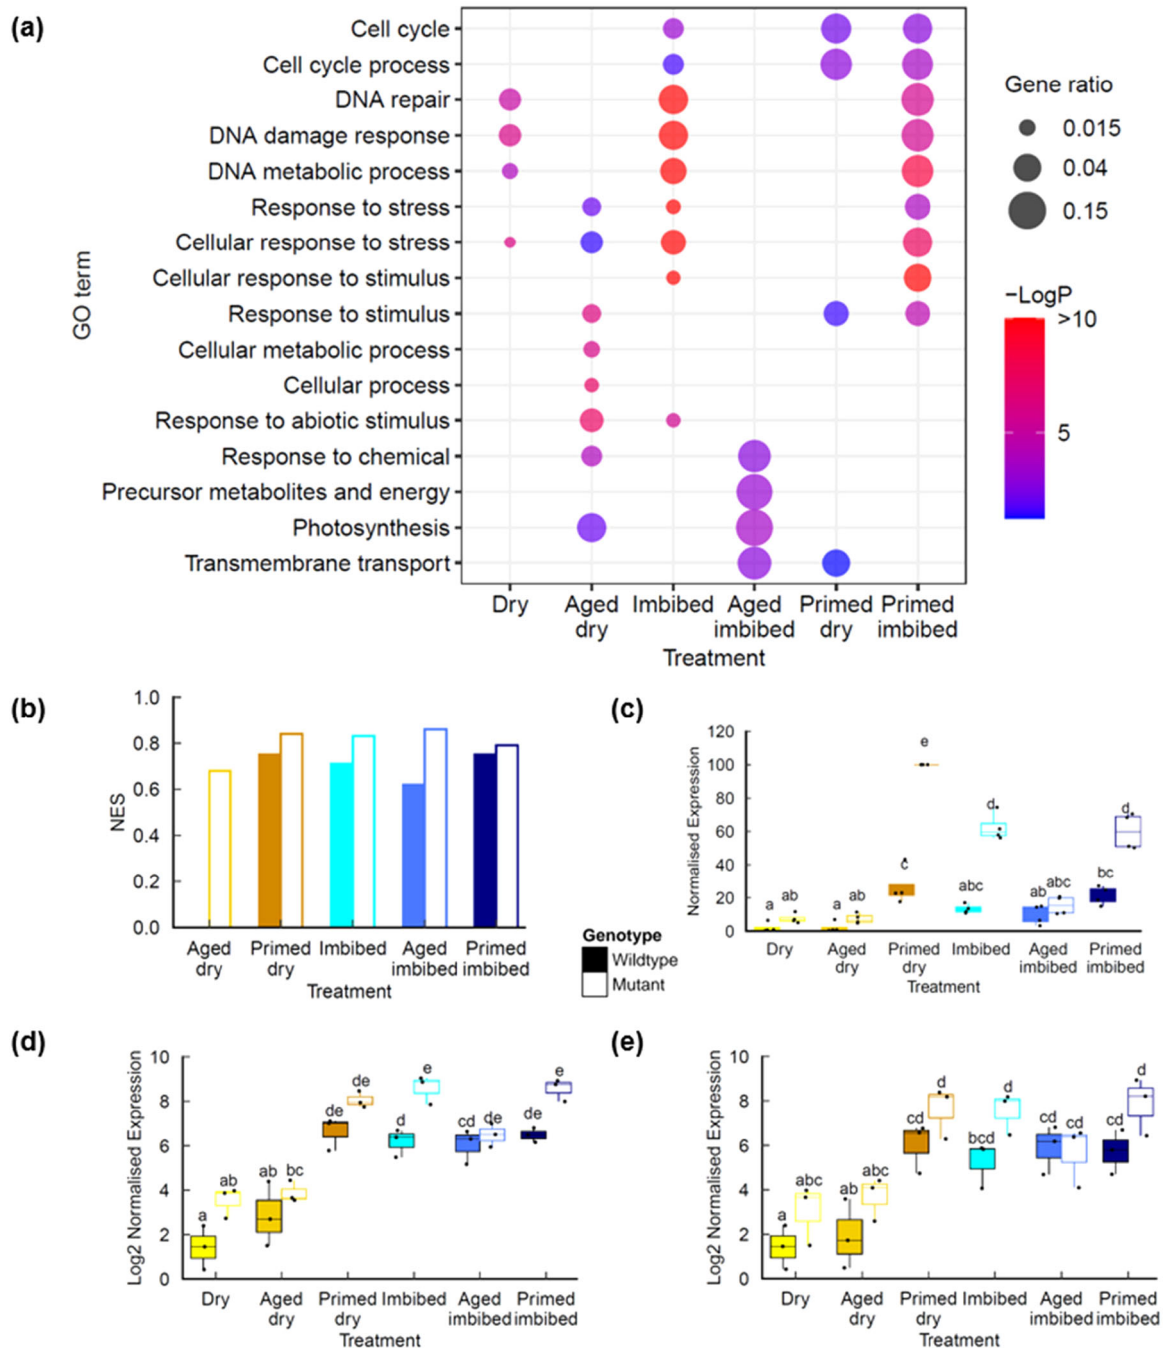 (a)
GO term
Cell cycle
Cell cycle process
DNA repair
DNA damage response
DNA metabolic process
Response to stress
Cellular response to stress
Cellular response to stimulus
Response to stimulus
Cellular metabolic process
Cellular process
Response to abiotic stimulus
Response to chemical
Precursor metabolites and energy
Photosynthesis
Transmembrane transport
Dry Aged Imbibed Aged Primed Primed
dry imbibed dry imbibed
Treatment
Gene ratio
0.015
0.04
0.15
−LogP
>10
5
(b)
NES
1.0
0.8
0.6
0.4
0.2
0.0
Aged Primed Imbibed Aged Primed
dry dry imbibed imbibed
Treatment
Genotype
Wildtype
Mutant
(c)
Normalised Expression
120
100
80
60
40
20
0
a ab a ab c e abc d ab abc bc d
Dry Aged Primed Imbibed Aged Primed
dry dry imbibed imbibed
Treatment
(d)
Log2 Normalised Expression
10
8
6
4
2
0
a ab ab bc de de d e cd de de e
Dry Aged Primed Imbibed Aged Primed
dry dry imbibed imbibed
Treatment
(e)
Log2 Normalised Expression
10
8
6
4
2
0
a abc ab abc cd d bcd d cd cd cd d
Dry Aged Primed Imbibed Aged Primed
dry dry imbibed imbibed
Treatment